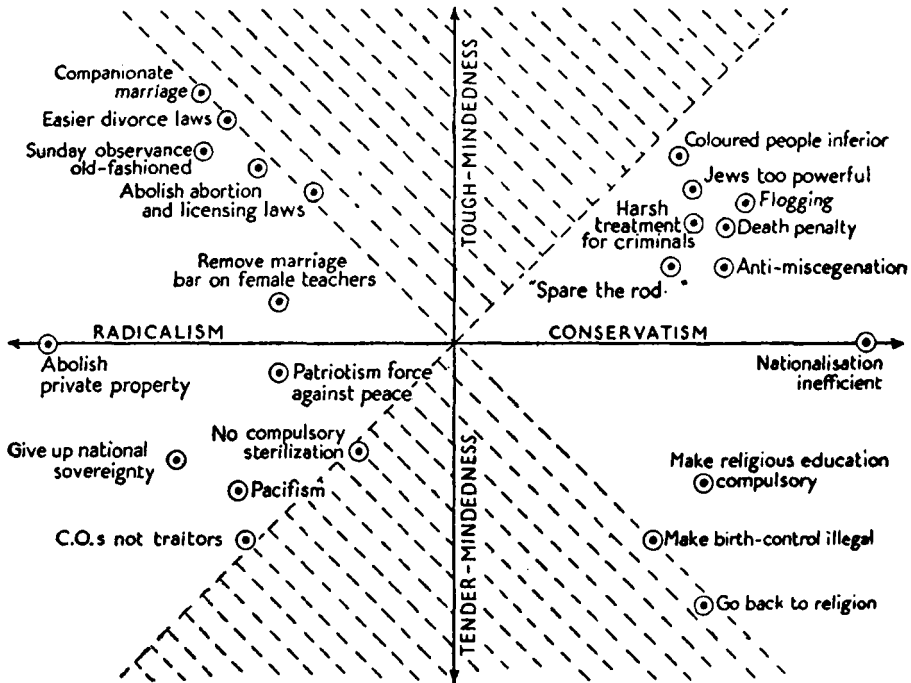 TOUGH-MINDEDNESS
Companionate
marriage
Easier divorce laws
Sunday observance
old-fashioned
Abolish abortion
and licensing laws
Remove marriage
bar on female teachers
Coloured people inferior
Jews too powerful
Flogging
Harsh
treatment
for criminals
Death penalty
Anti-miscegenation
"Spare the rod "
RADICALISM
CONSERVATISM
Abolish
private property
Nationalisation
inefficient
Patriotism force
against peace
No compulsory
sterilization
Give up national
sovereignty
Pacifism
C.O.s not traitors
Make religious education
compulsory
Make birth-control illegal
Go back to religion
TENDER-MINDEDNESS